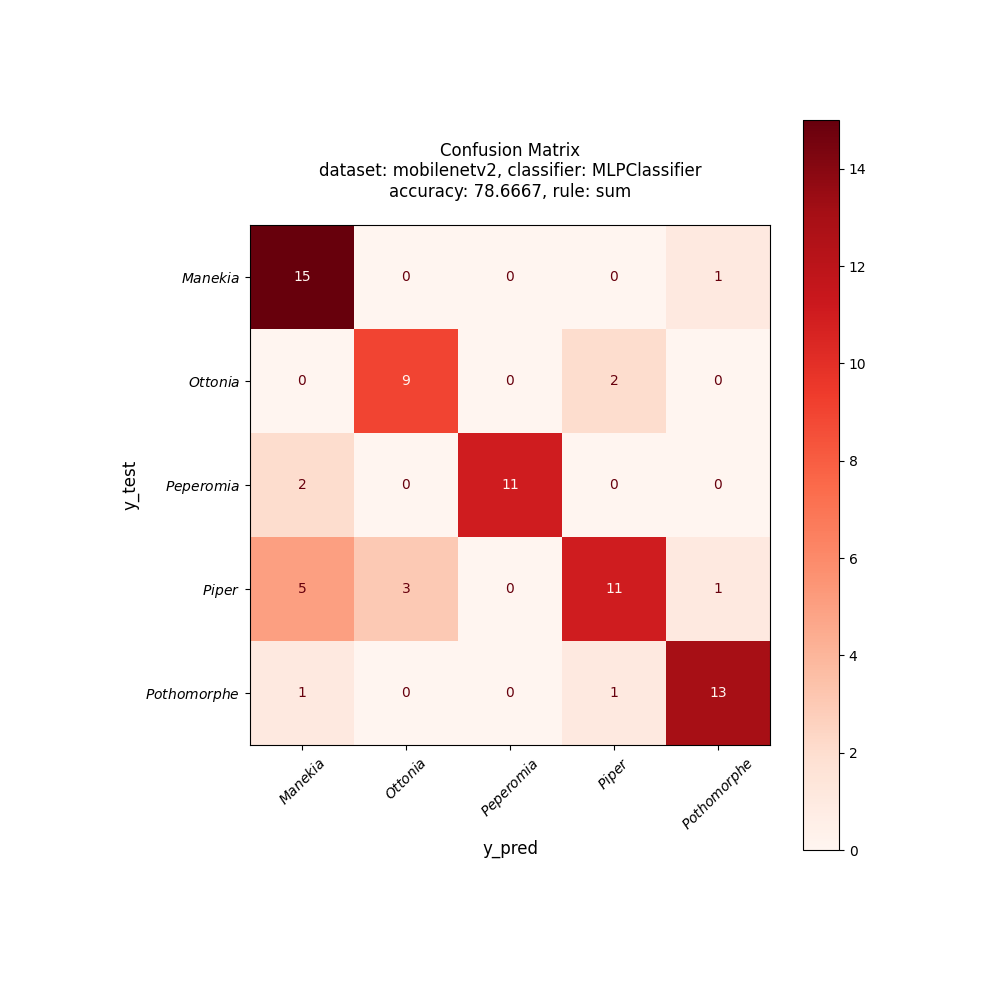 Confusion Matrix
dataset: mobilenetv2, classifier: MLPClassifier
accuracy: 78.6667, rule: sum
y_test
Manekia 15 0 0 0 1
Ottonia 0 9 0 2 0
Peperomia 2 0 11 0 0
Piper 5 3 0 11 1
Pothomorphe 1 0 0 1 13
Manekia Ottonia Peperomia Piper Pothomorphe
y_pred
14
12
10
8
6
4
2
0